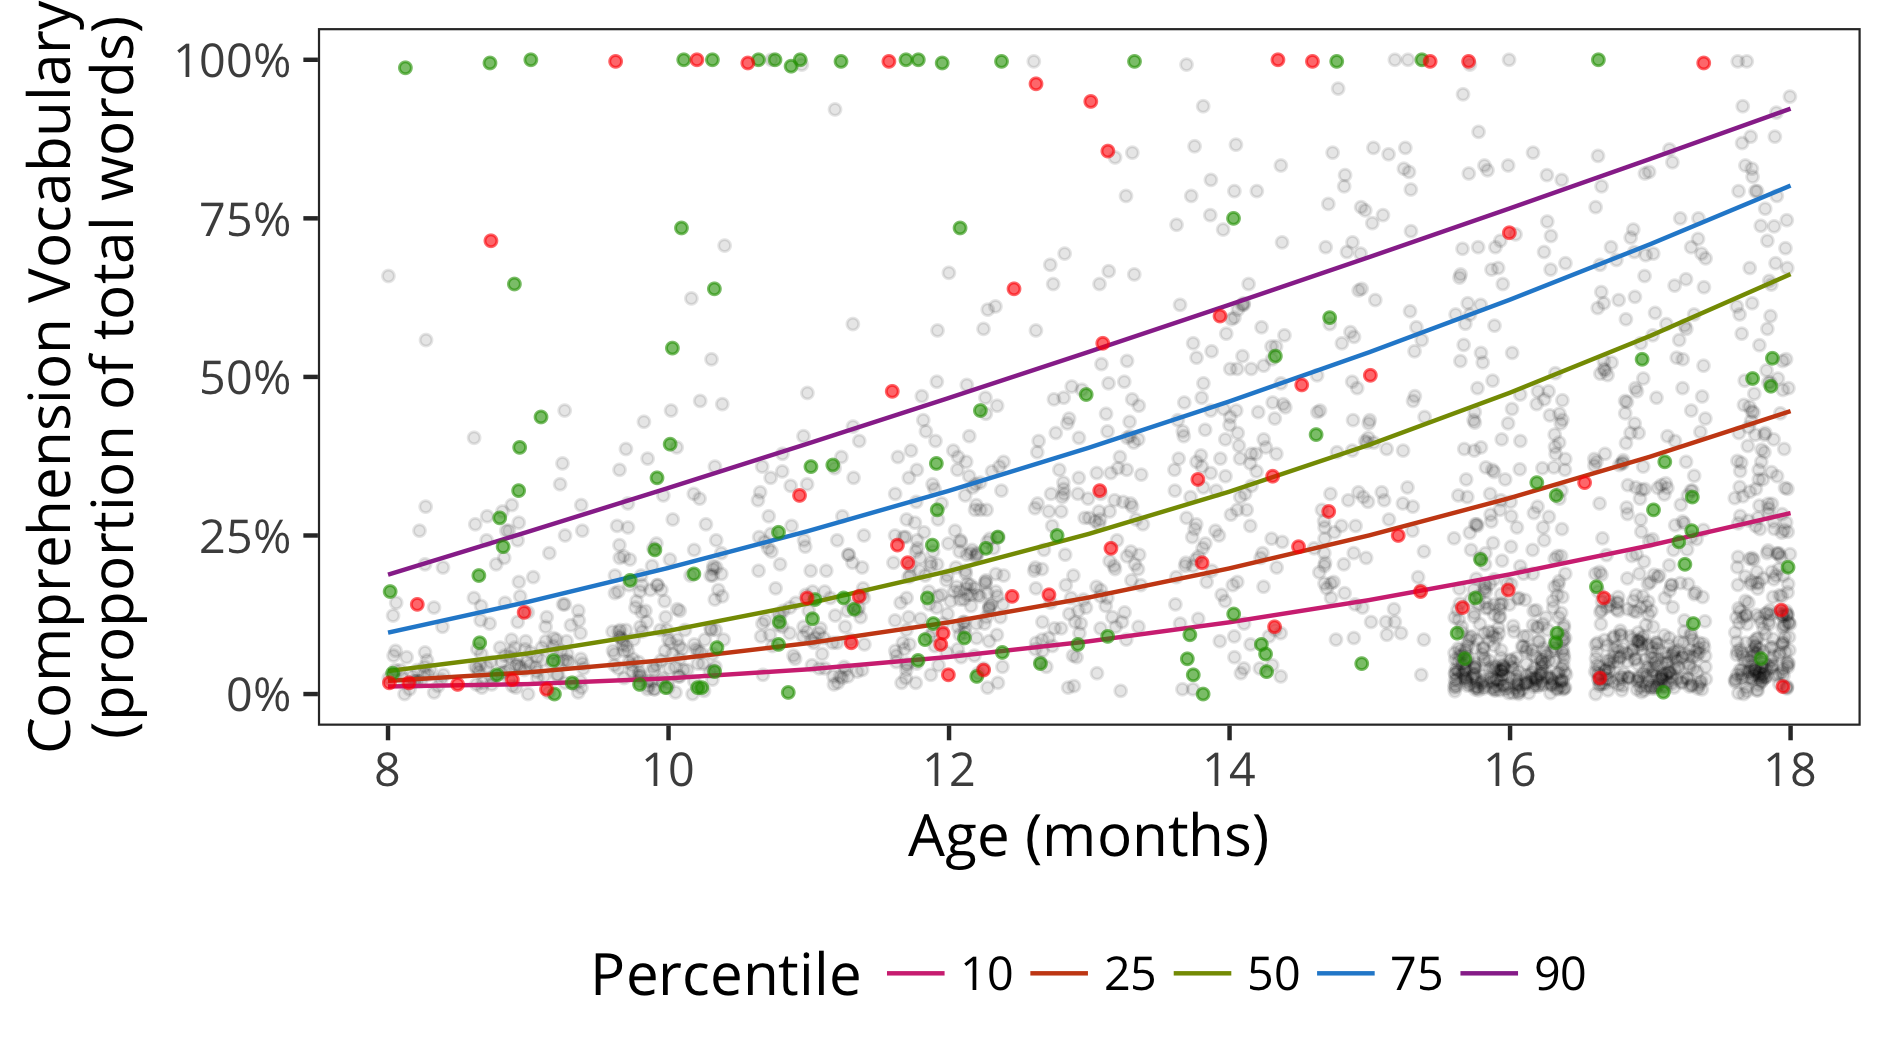 Comprehension Vocabulary
(proportion of total words)
100%
75%
50%
25%
0%
8 10 12 14 16 18
Age (months)
Percentile 10 25 50 75 90